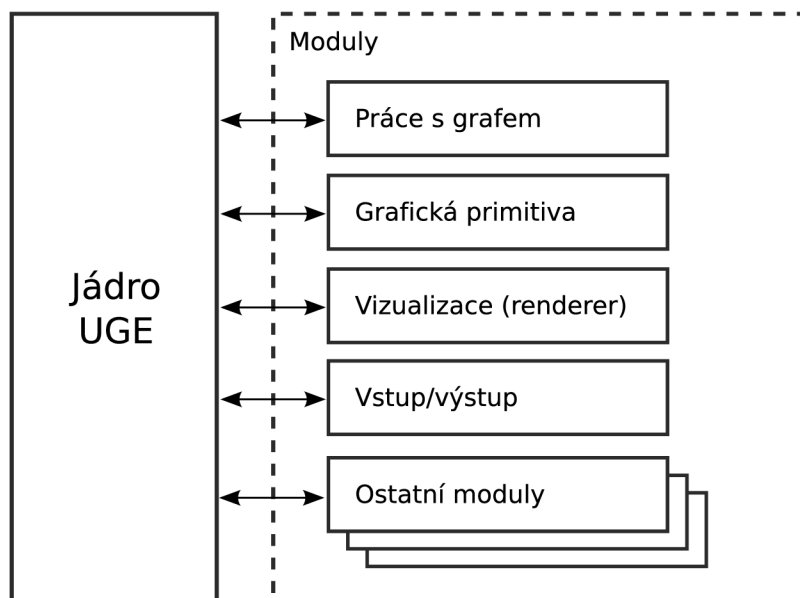 Moduly
Práce s grafem
Grafická primitiva
Jádro
UGE
Vizualizace (renderer)
Vstup/výstup
Ostatní moduly